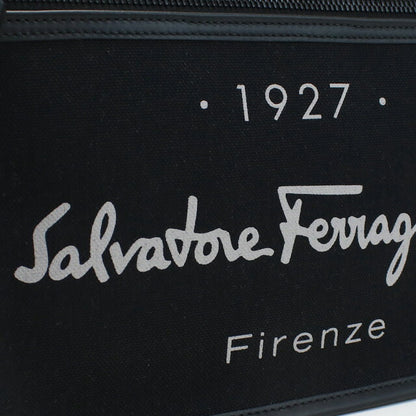 · 1927 ·
Salvatore Ferrag
Firenze